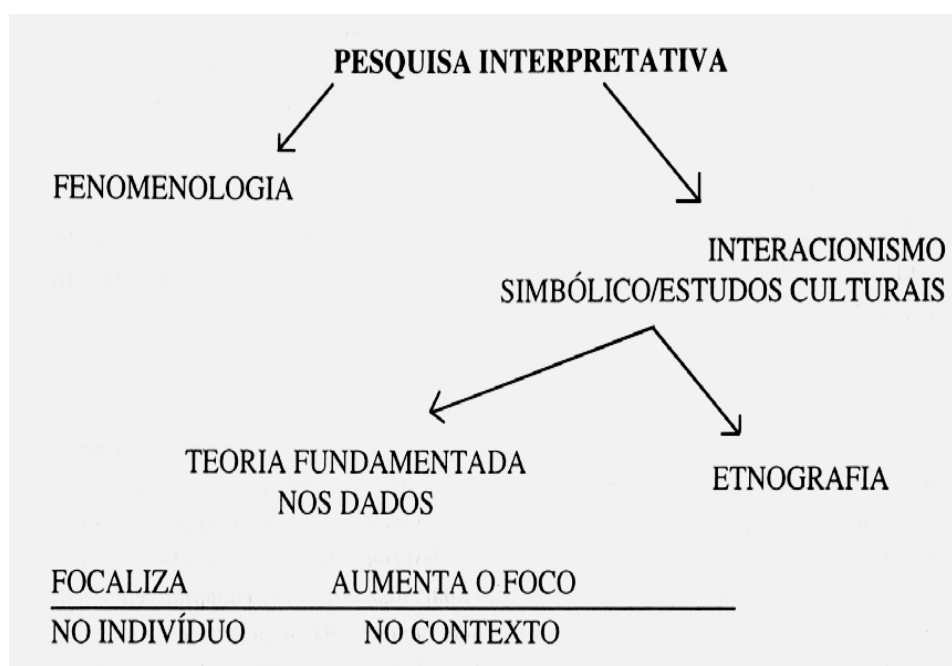 PESQUISA INTERPRETATIVA
FENOMENOLOGIA
INTERACIONISMO
SIMBÓLICO/ESTUDOS CULTURAIS
TEORIA FUNDAMENTADA
NOS DADOS
ETNOGRAFIA
FOCALIZA AUMENTA O FOCO
NO INDIVÍDUO NO CONTEXTO